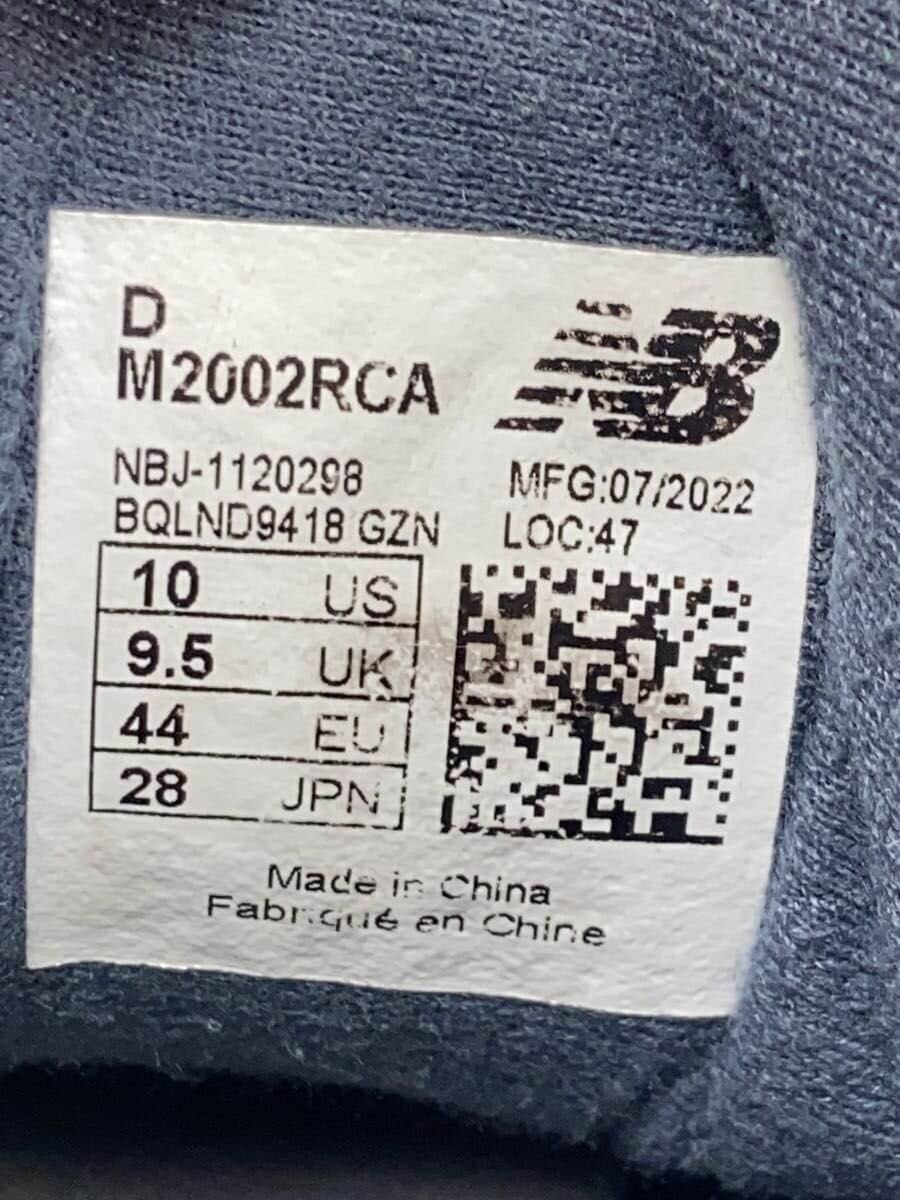 D
M2002RCA
NB
NBJ-1120298
BQLND9418 GZN
MFG:07/2022
LOC:47
10 US
9.5 UK
44 EU
28 JPN
Made in China
Fabriqué en Chine